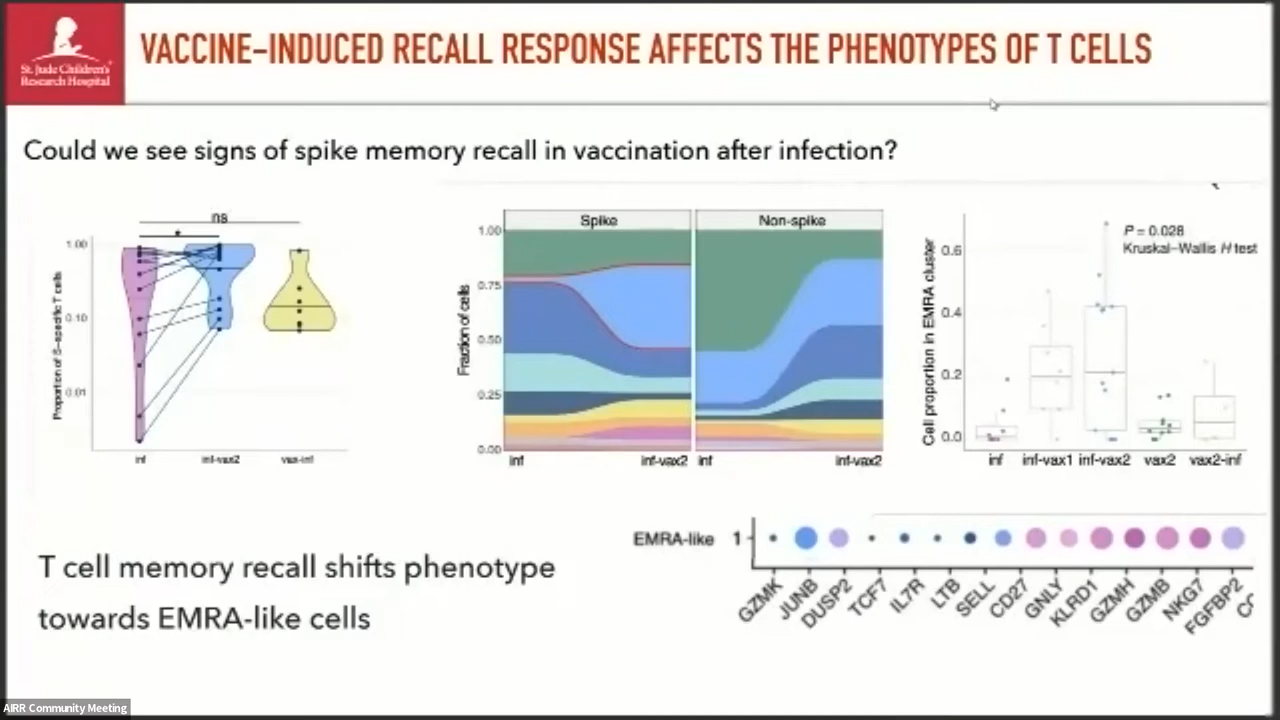 St. Jude Children's
Research Hospital
VACCINE–INDUCED RECALL RESPONSE AFFECTS THE PHENOTYPES OF T CELLS
Could we see signs of spike memory recall in vaccination after infection?
ns
*
1.00
0.10
0.01
Proportion of S-specific T cells
inf
inf-vax2
vax-inf
Spike
Non-spike
1.00
0.75
0.50
0.25
0.00
Fraction of cells
inf
inf-vax2
inf
inf-vax2
P = 0.028
Kruskal–Wallis H test
0.6
0.4
0.2
0.0
Cell proportion in EMRA cluster
inf
inf-vax1
inf-vax2
vax2
vax2-inf
T cell memory recall shifts phenotype
towards EMRA-like cells
EMRA-like 1
GZMK
JUNB
DUSP2
TCF7
IL7R
LTB
SELL
CD27
GNLY
KLRD1
GZMH
GZMB
NKG7
FGFBP2
AIRR Community Meeting